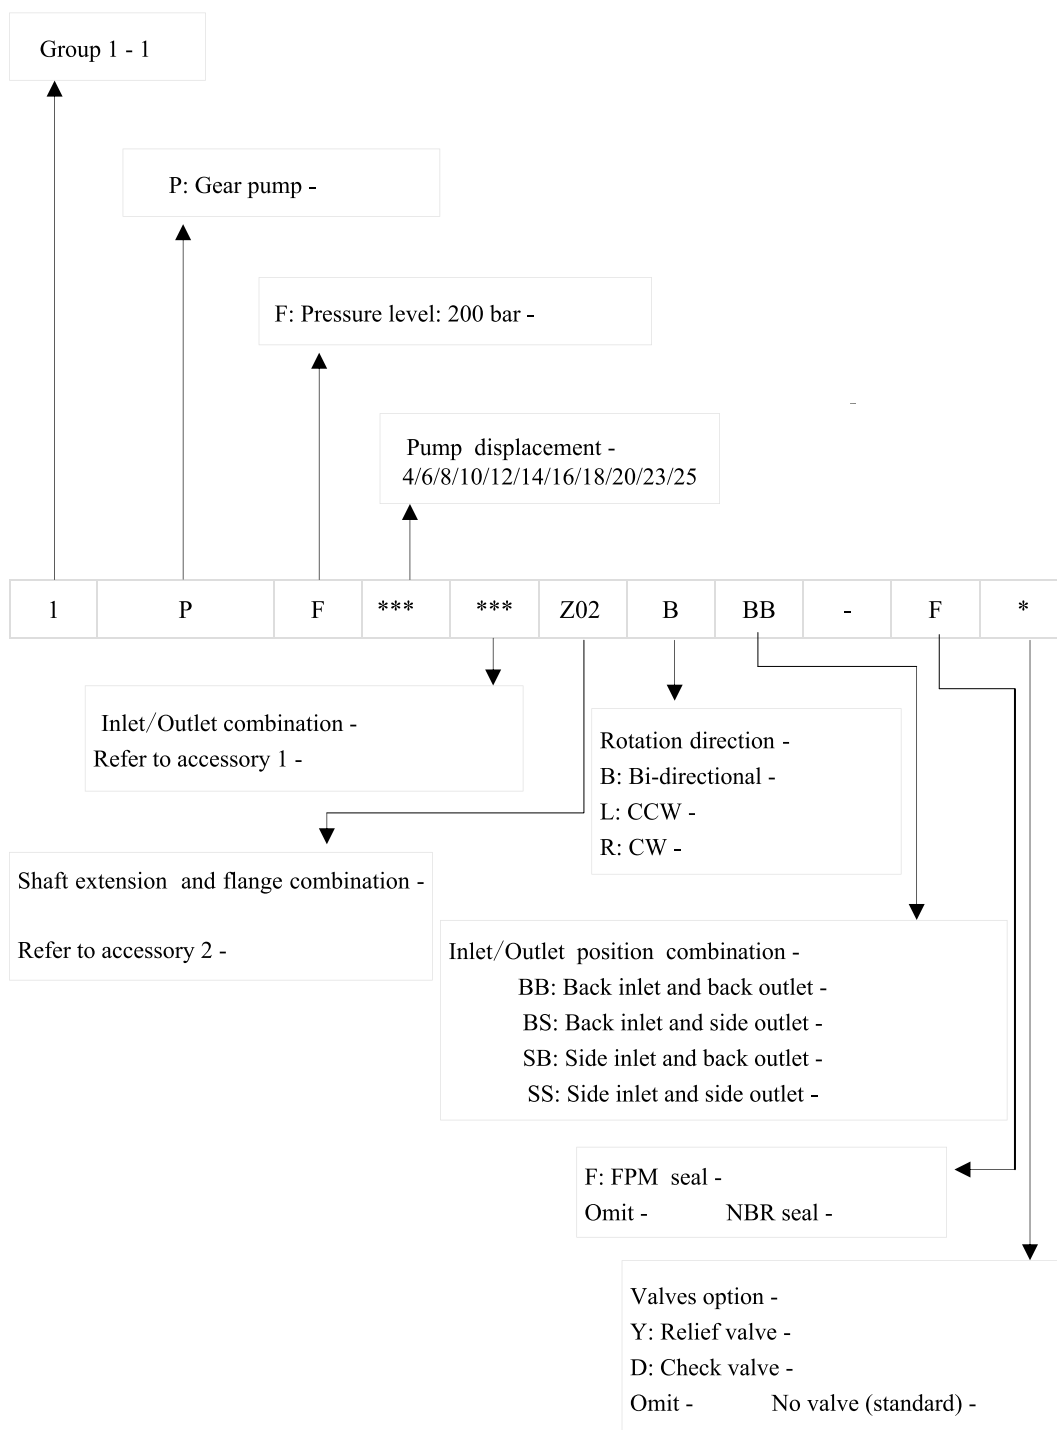 Group 1 - 1
P: Gear pump -
F: Pressure level: 200 bar -
-
Pump displacement -
4/6/8/10/12/14/16/18/20/23/25
1 P F *** *** Z02 B BB - F *
Inlet/Outlet combination -
Refer to accessory 1 -
Rotation direction -
B: Bi-directional -
L: CCW -
R: CW -
Shaft extension and flange combination -
Refer to accessory 2 -
Inlet/Outlet position combination -
BB: Back inlet and back outlet -
BS: Back inlet and side outlet -
SB: Side inlet and back outlet -
SS: Side inlet and side outlet -
F: FPM seal -
Omit - NBR seal -
Valves option -
Y: Relief valve -
D: Check valve -
Omit - No valve (standard) -